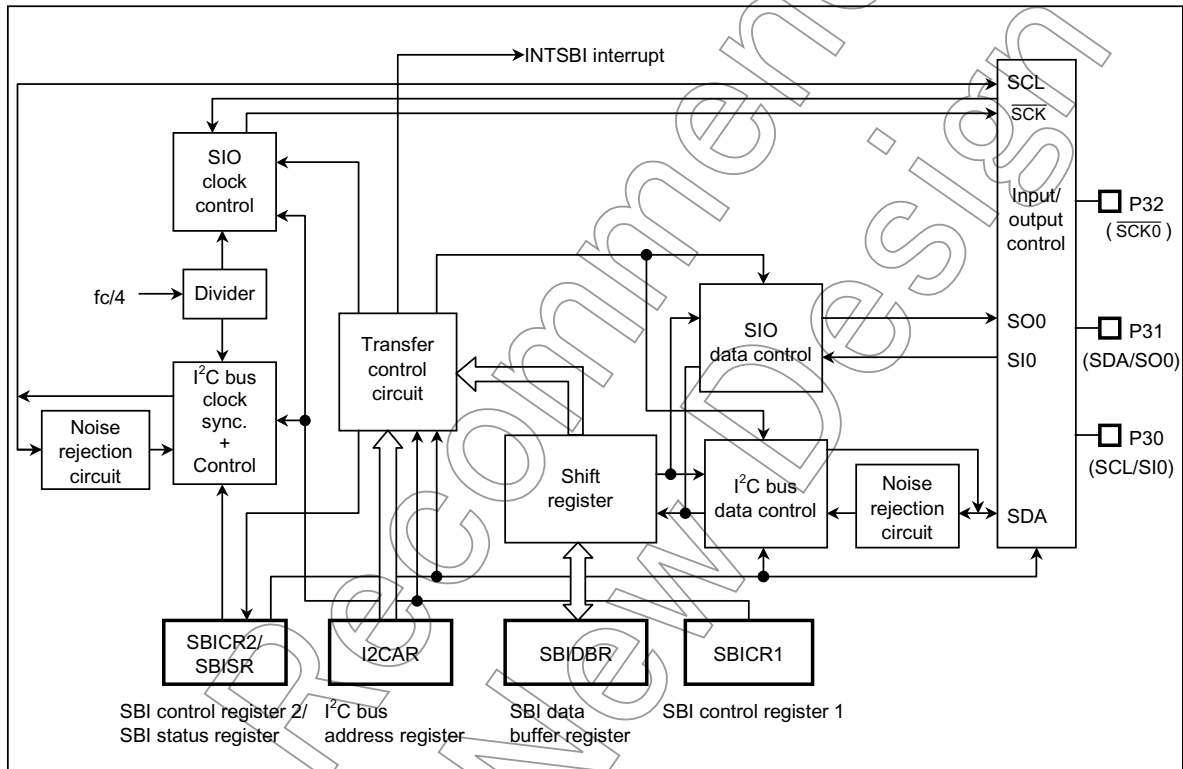 INTSBI interrupt
SCL
SCK
SIO
clock
control
Input/
output
control
P32
( SCK0 )
fc/4
Divider
SIO
data control
SO0
SI0
P31
(SDA/SO0)
Transfer
control
circuit
I²C bus
clock
sync.
+
Control
Noise
rejection
circuit
Shift
register
I²C bus
data control
Noise
rejection
circuit
SDA
P30
(SCL/SI0)
SBICR2/
SBISR
I2CAR
SBIDBR
SBICR1
SBI control register 2/
SBI status register
I²C bus
address register
SBI data
buffer register
SBI control register 1
Recommen
New Design